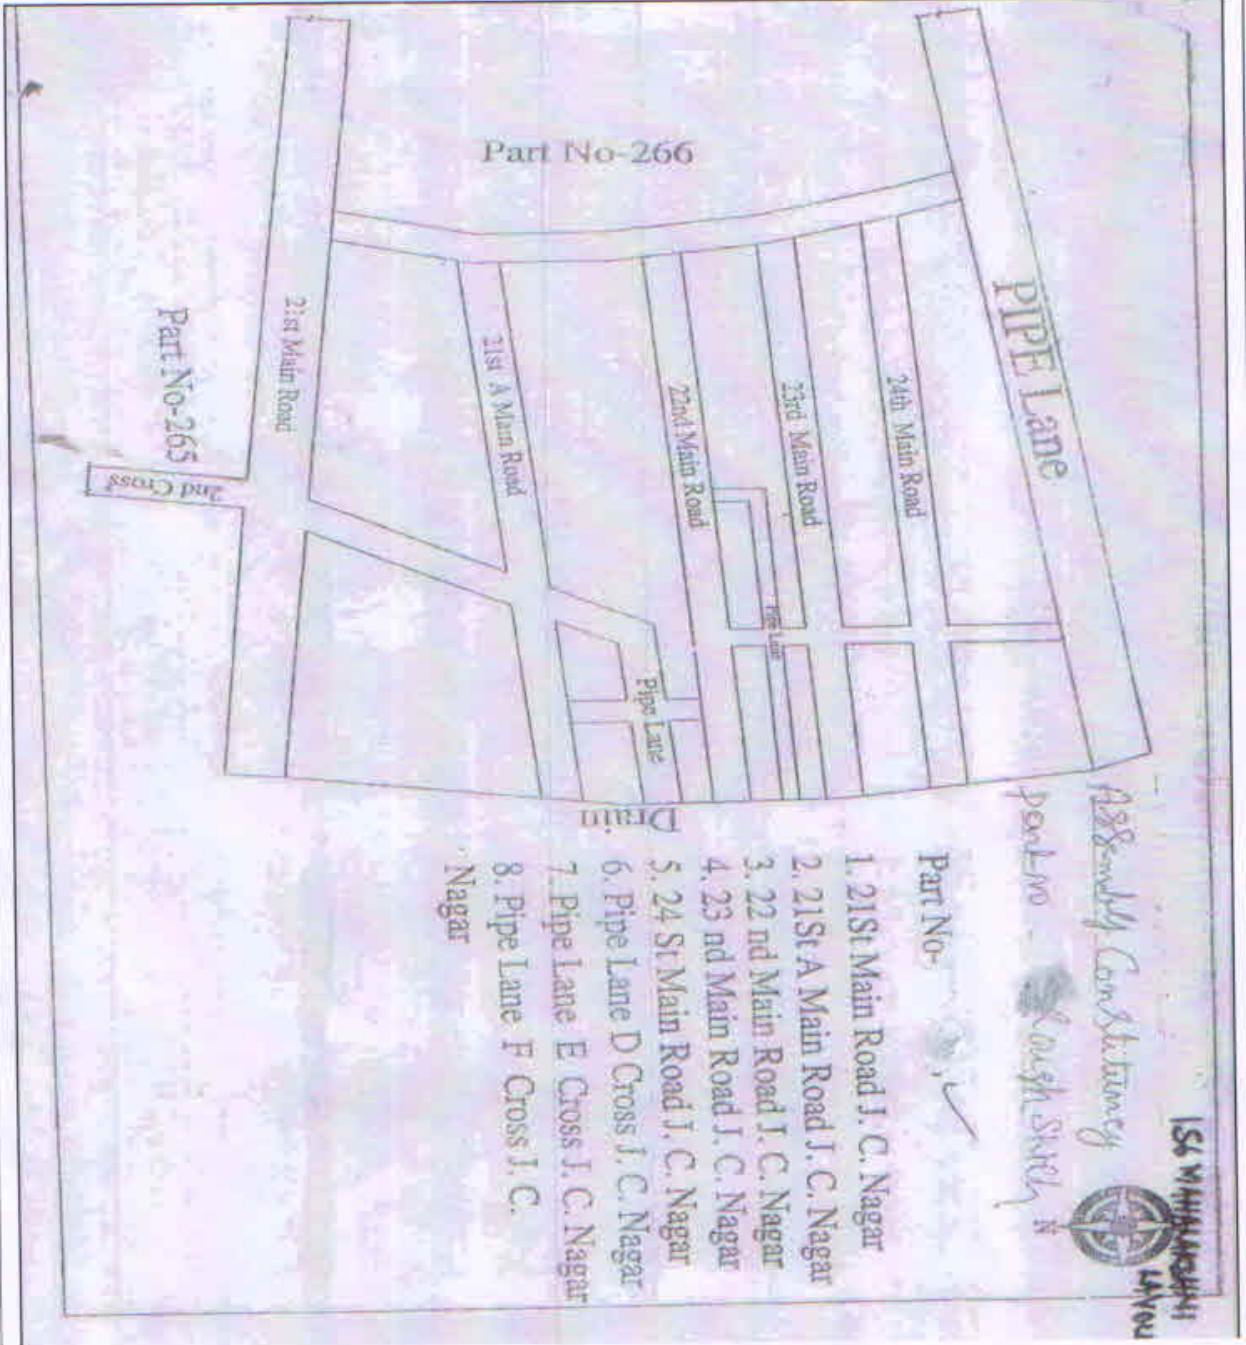 156 MAHALAKSHMI
LAYOU
Assembly Constituency
Rough Sketch
N
Part No-
1. 21St Main Road J. C. Nagar
2. 21St A Main Road J. C. Nagar
3. 22 nd Main Road J. C. Nagar
4. 23 nd Main Road J. C. Nagar
5. 24 St Main Road J. C. Nagar
6. Pipe Lane D Cross J. C. Nagar
7. Pipe Lane E Cross J. C. Nagar
8. Pipe Lane F Cross J. C.
Nagar
PIPE Lane
24th Main Road
23rd Main Road
Pipe Lane
22nd Main Road
Pipe Lane
21st A Main Road
21st Main Road
2nd Cross
Drain
Part No-266
Part No-265